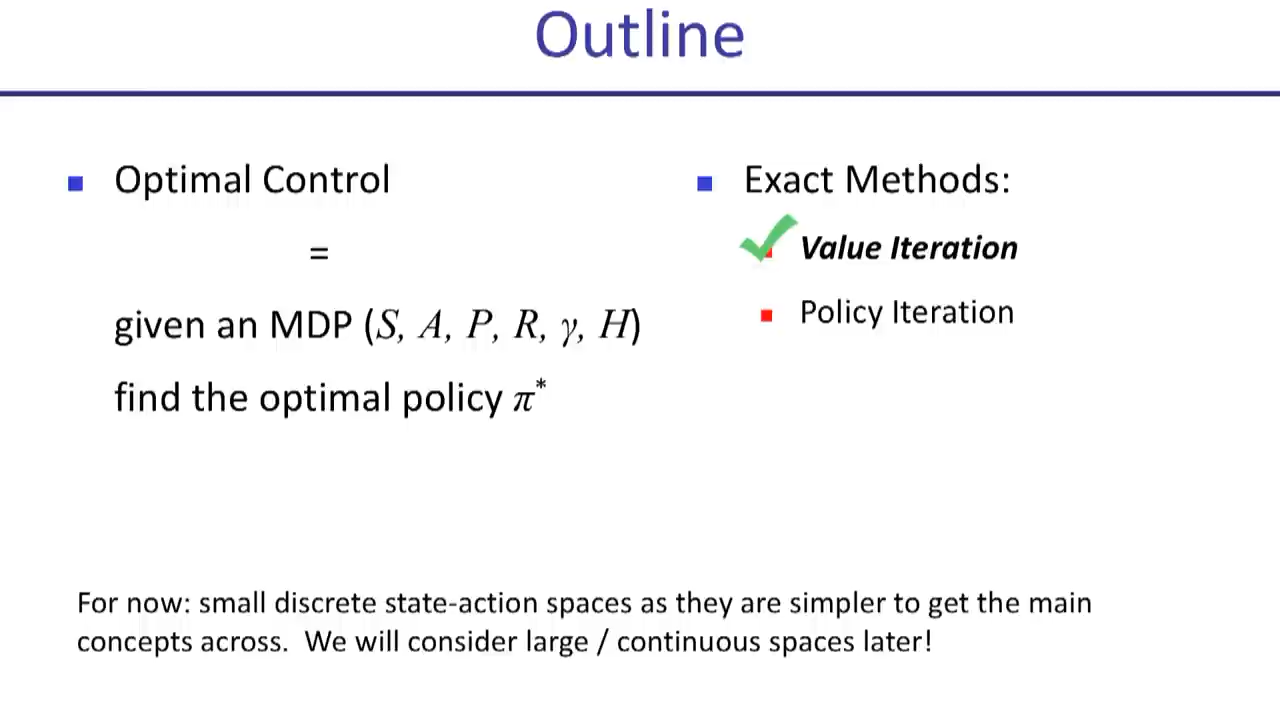 Outline
Optimal Control
=
given an MDP (S, A, P, R, γ, H)
find the optimal policy π*
Exact Methods:
Value Iteration
Policy Iteration
For now: small discrete state-action spaces as they are simpler to get the main
concepts across.  We will consider large / continuous spaces later!